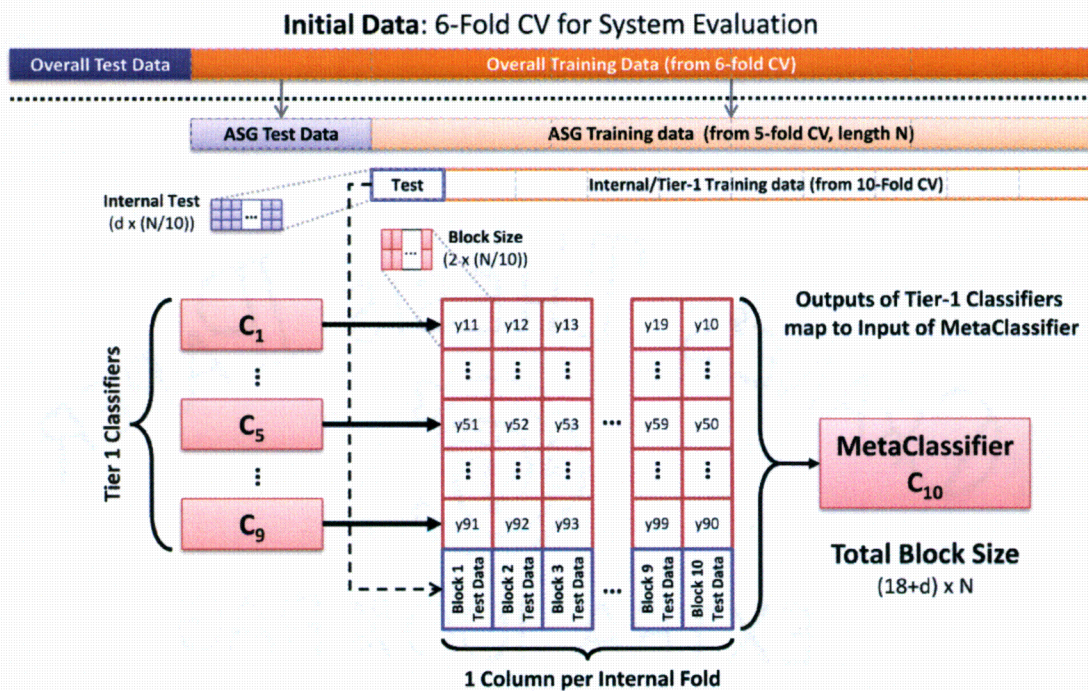 Initial Data: 6-Fold CV for System Evaluation
Overall Test Data
Overall Training Data (from 6-fold CV)
ASG Test Data
ASG Training data (from 5-fold CV, length N)
Test
Internal/Tier-1 Training data (from 10-Fold CV)
Internal Test
(d x (N/10))
...
Block Size
(2 x (N/10))
...
Outputs of Tier-1 Classifiers
map to Input of MetaClassifier
Tier 1 Classifiers
C1
...
C5
...
C9
y11 y12 y13 y19 y10
... ... ... ... ...
y51 y52 y53 ... y59 y50
... ... ... ... ...
y91 y92 y93 y99 y90
Block 1
Test Data
Block 2
Test Data
Block 3
Test Data
...
Block 9
Test Data
Block 10
Test Data
MetaClassifier
C10
Total Block Size
(18+d) x N
1 Column per Internal Fold